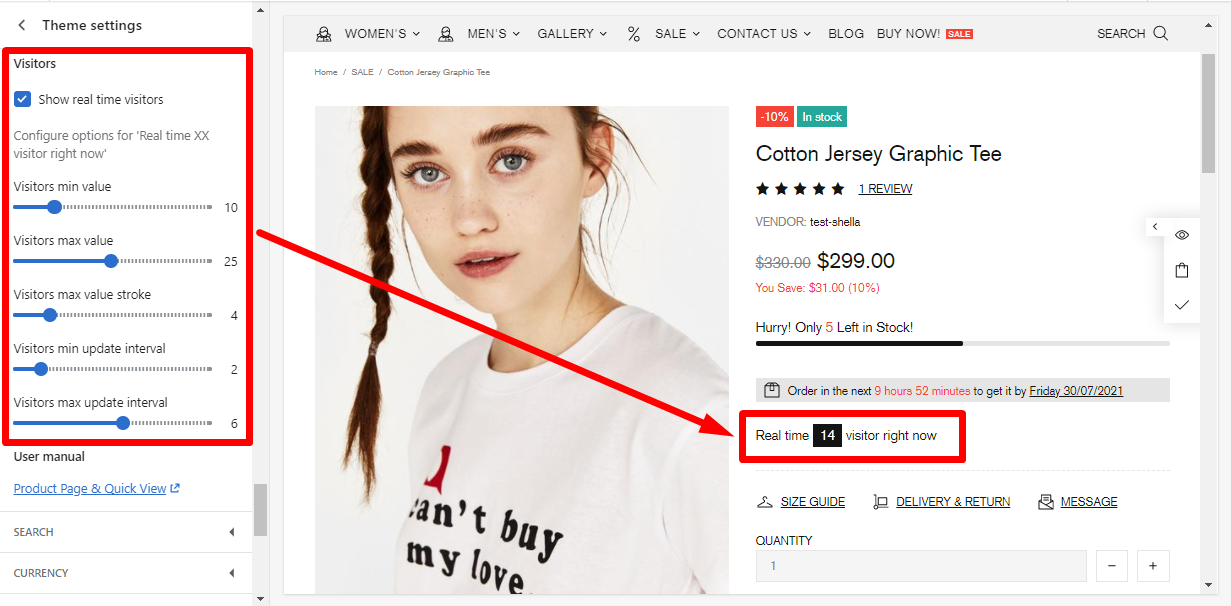 Theme settings
Visitors
Show real time visitors
Configure options for 'Real time XX
visitor right now'
Visitors min value
10
Visitors max value
25
Visitors max value stroke
4
Visitors min update interval
2
Visitors max update interval
6
User manual
Product Page & Quick View
SEARCH
CURRENCY
WOMEN'S MEN'S GALLERY % SALE CONTACT US BLOG BUY NOW! SALE SEARCH
Home / SALE / Cotton Jersey Graphic Tee
-10% In stock
Cotton Jersey Graphic Tee
1 REVIEW
VENDOR: test-shella
$330.00 $299.00
You Save: $31.00 (10%)
Hurry! Only 5 Left in Stock!
Order in the next 9 hours 52 minutes to get it by Friday 30/07/2021
Real time 14 visitor right now
SIZE GUIDE DELIVERY & RETURN MESSAGE
QUANTITY
1 − +
can't buy
my love.